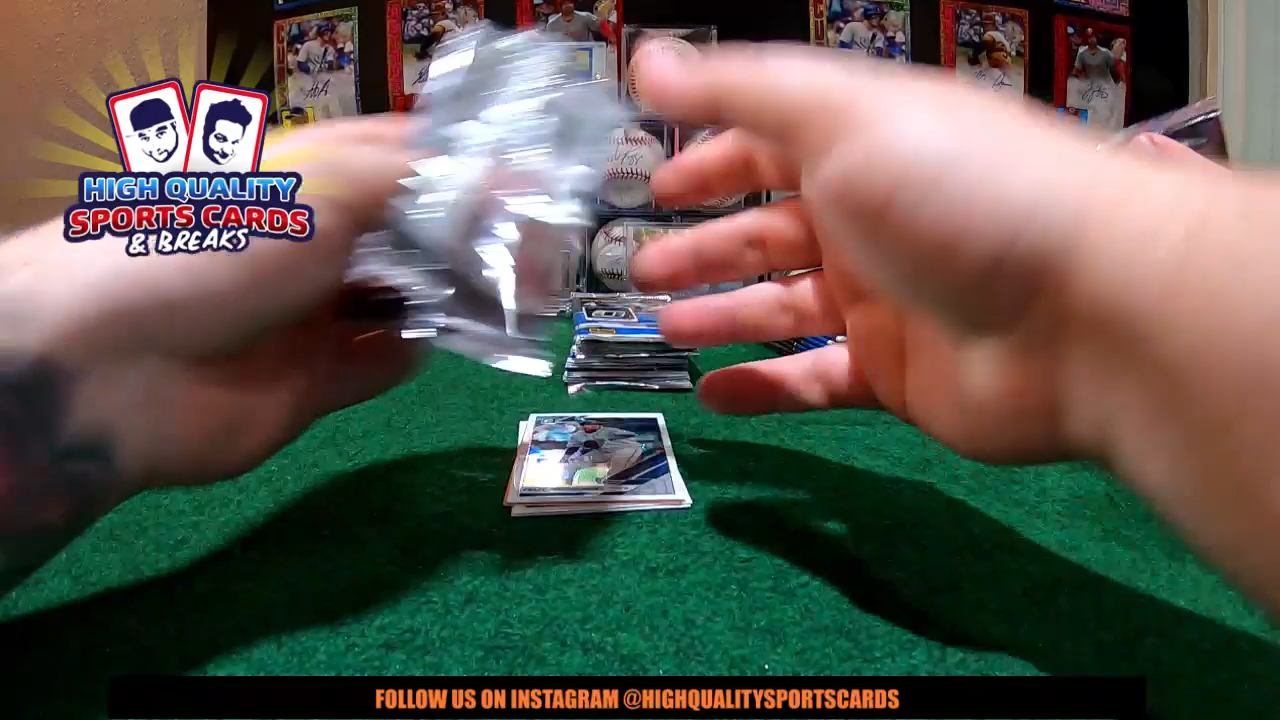 HIGH QUALITY
SPORTS CARDS
& BREAKS
FOLLOW US ON INSTAGRAM @HIGHQUALITYSPORTSCARDS